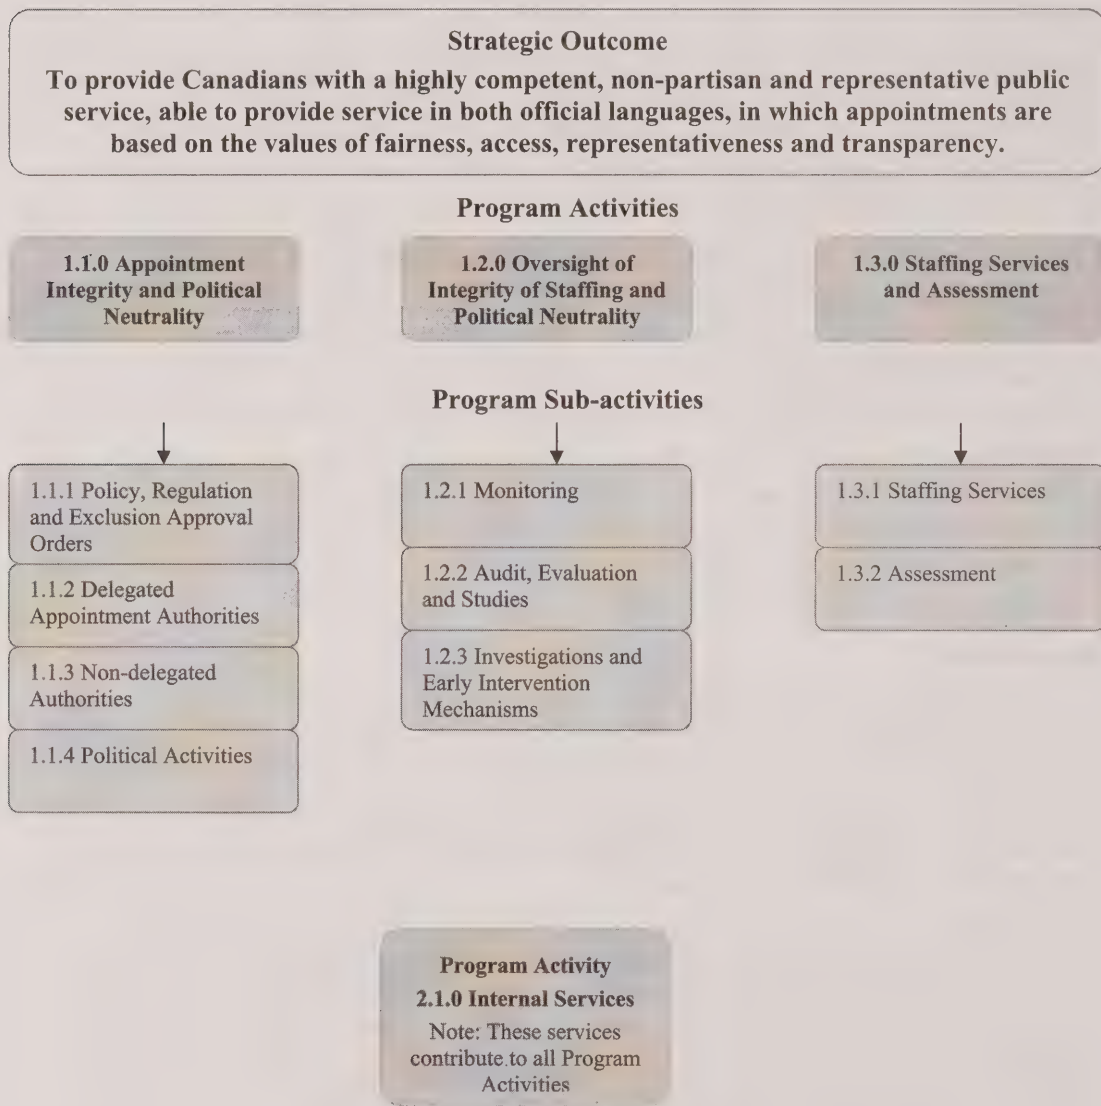 Strategic Outcome
To provide Canadians with a highly competent, non-partisan and representative public
service, able to provide service in both official languages, in which appointments are
based on the values of fairness, access, representativeness and transparency.
Program Activities
1.1.0 Appointment
Integrity and Political
Neutrality
1.2.0 Oversight of
Integrity of Staffing and
Political Neutrality
1.3.0 Staffing Services
and Assessment
Program Sub-activities
1.1.1 Policy, Regulation
and Exclusion Approval
Orders
1.1.2 Delegated
Appointment Authorities
1.1.3 Non-delegated
Authorities
1.1.4 Political Activities
1.2.1 Monitoring
1.2.2 Audit, Evaluation
and Studies
1.2.3 Investigations and
Early Intervention
Mechanisms
1.3.1 Staffing Services
1.3.2 Assessment
Program Activity
2.1.0 Internal Services
Note: These services
contribute to all Program
Activities